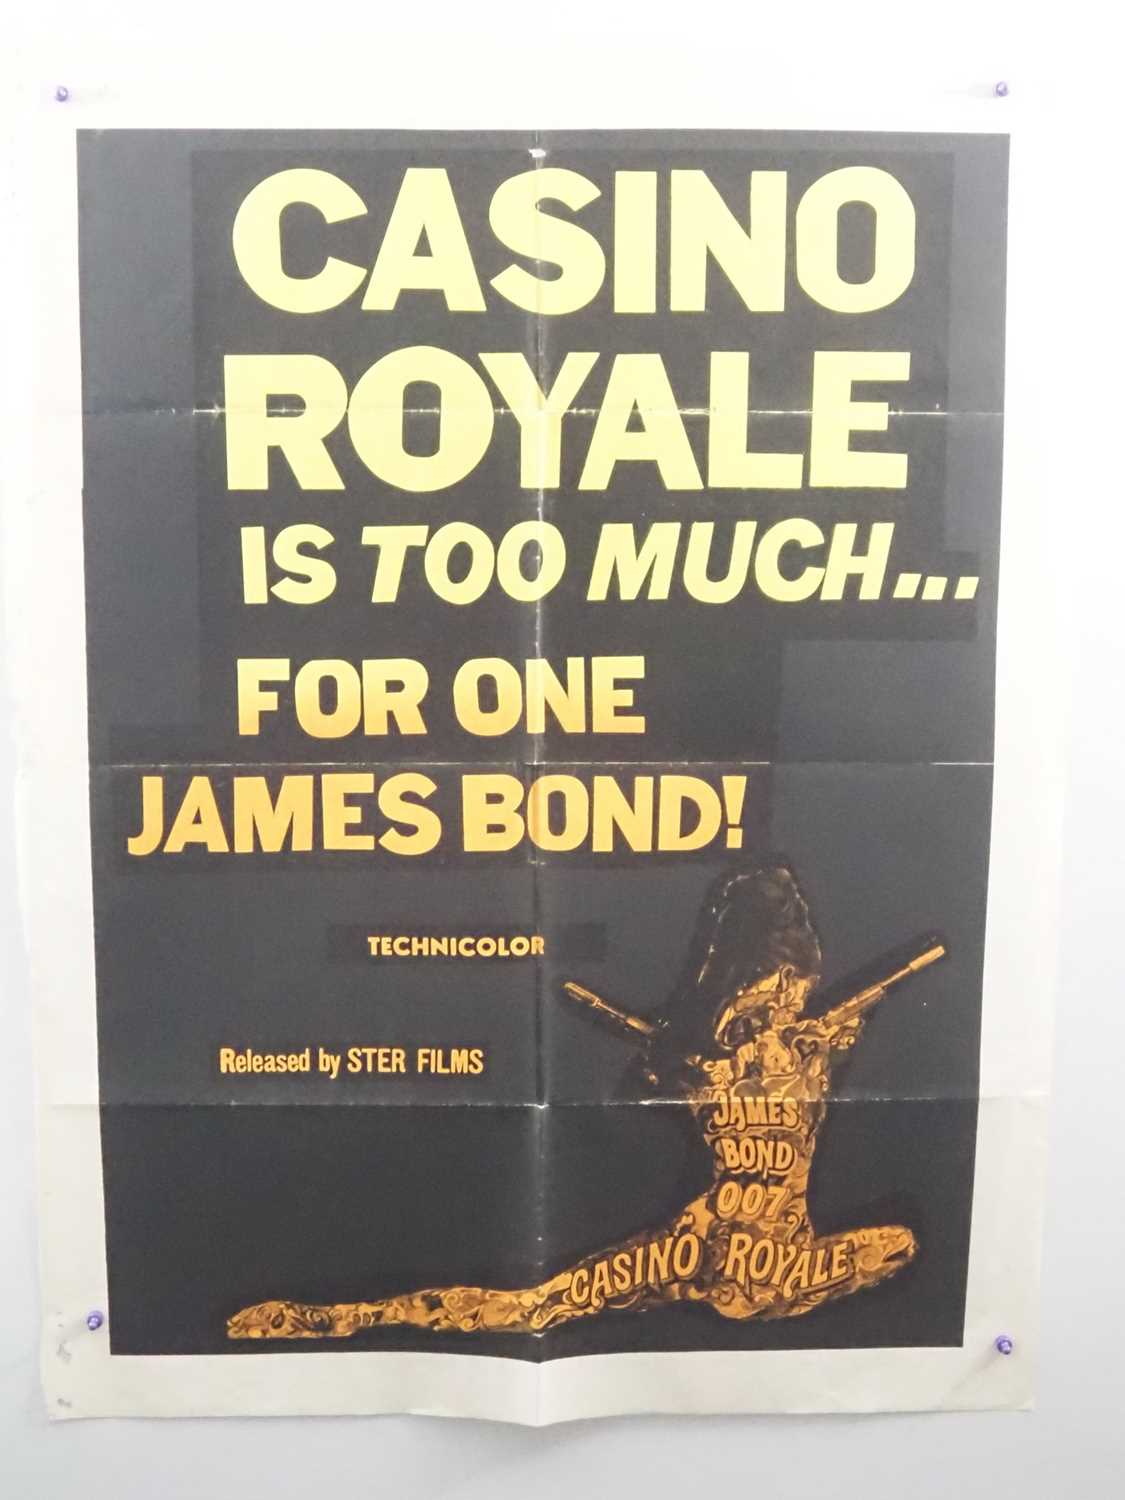 CASINO
ROYALE
IS TOO MUCH...
FOR ONE
JAMES BOND!
TECHNICOLOR
Released by STER FILMS
JAMES
BOND
007
CASINO ROYALE